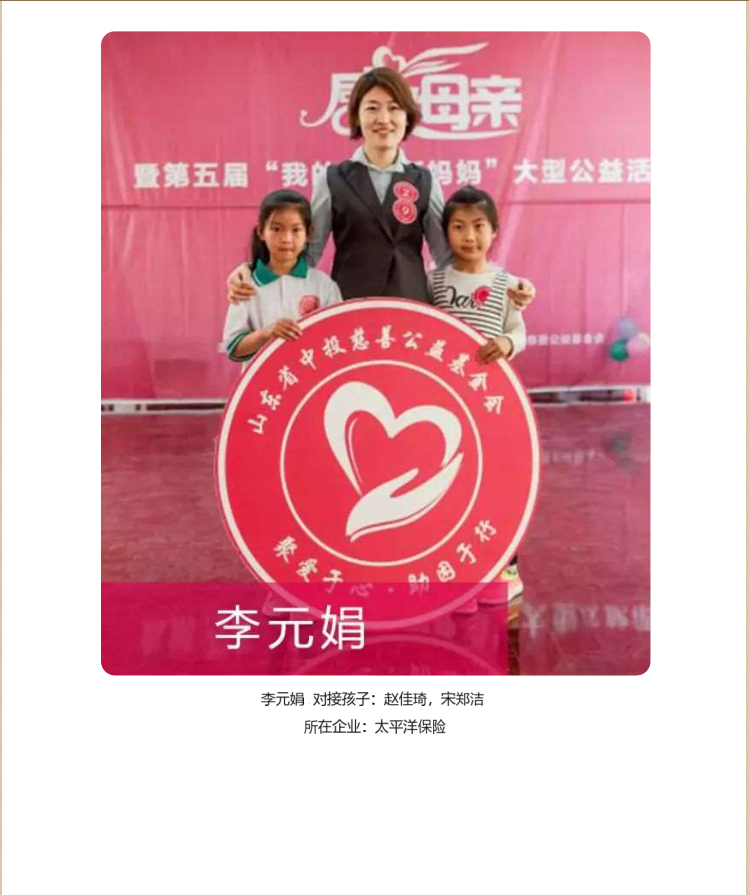 母亲
暨第五届“我的 妈妈”大型公益活
山东省中投慈善公益基金会
聚爱于心·助困于行
李元娟
李元娟 对接孩子：赵佳琦，宋郑洁
所在企业：太平洋保险